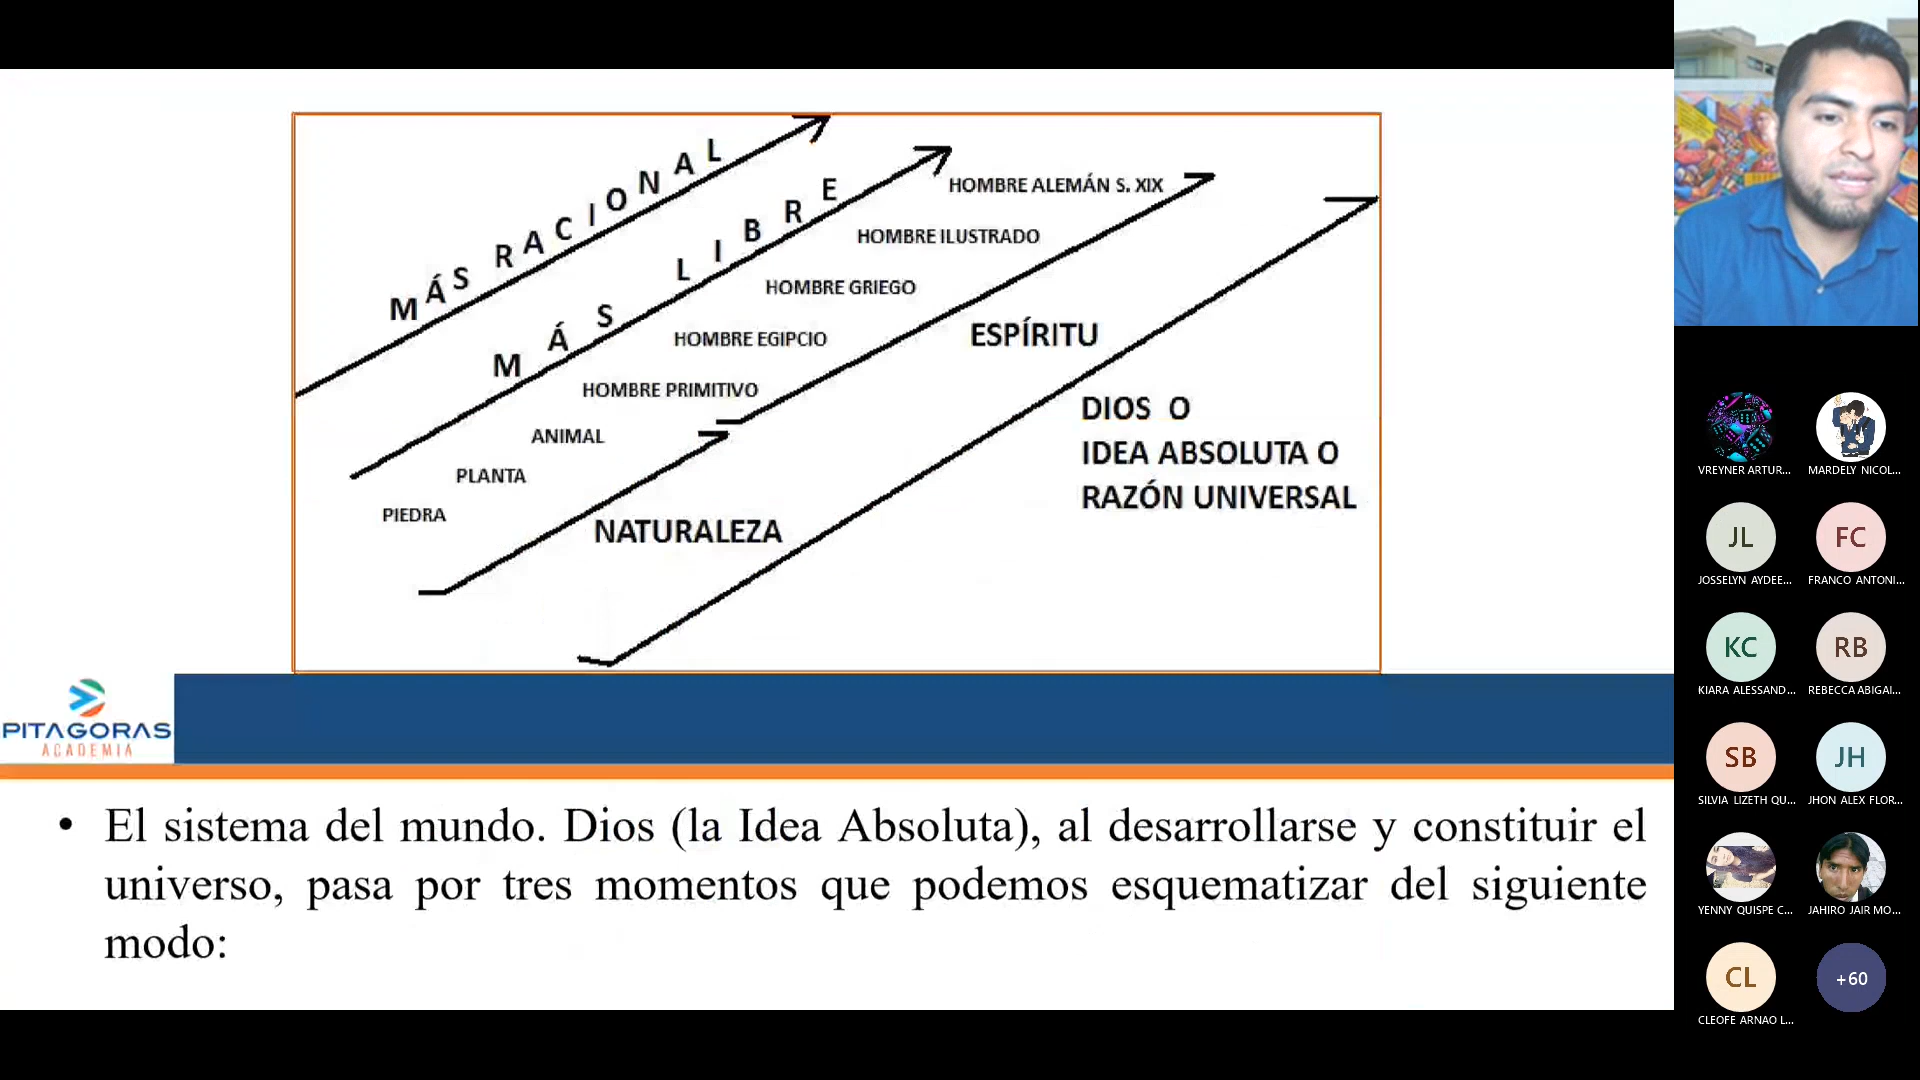 MÁS RACIONAL
MÁS LIBRE
HOMBRE ALEMÁN S. XIX
HOMBRE ILUSTRADO
HOMBRE GRIEGO
HOMBRE EGIPCIO
HOMBRE PRIMITIVO
ANIMAL
PLANTA
PIEDRA
ESPÍRITU
NATURALEZA
DIOS O
IDEA ABSOLUTA O
RAZÓN UNIVERSAL
PITAGORAS
ACADEMIA
• El sistema del mundo. Dios (la Idea Absoluta), al desarrollarse y constituir el
universo, pasa por tres momentos que podemos esquematizar del siguiente
modo:
VREYNER ARTUR...
MARDELY NICOL...
JL
JOSSELYN AYDEE...
FC
FRANCO ANTONI...
KC
KIARA ALESSAND...
RB
REBECCA ABIGAI...
SB
SILVIA LIZETH QU...
JH
JHON ALEX FLOR...
YENNY QUISPE C...
JAHIRO JAIR MO...
CL
CLEOFE ARNAO L...
+60